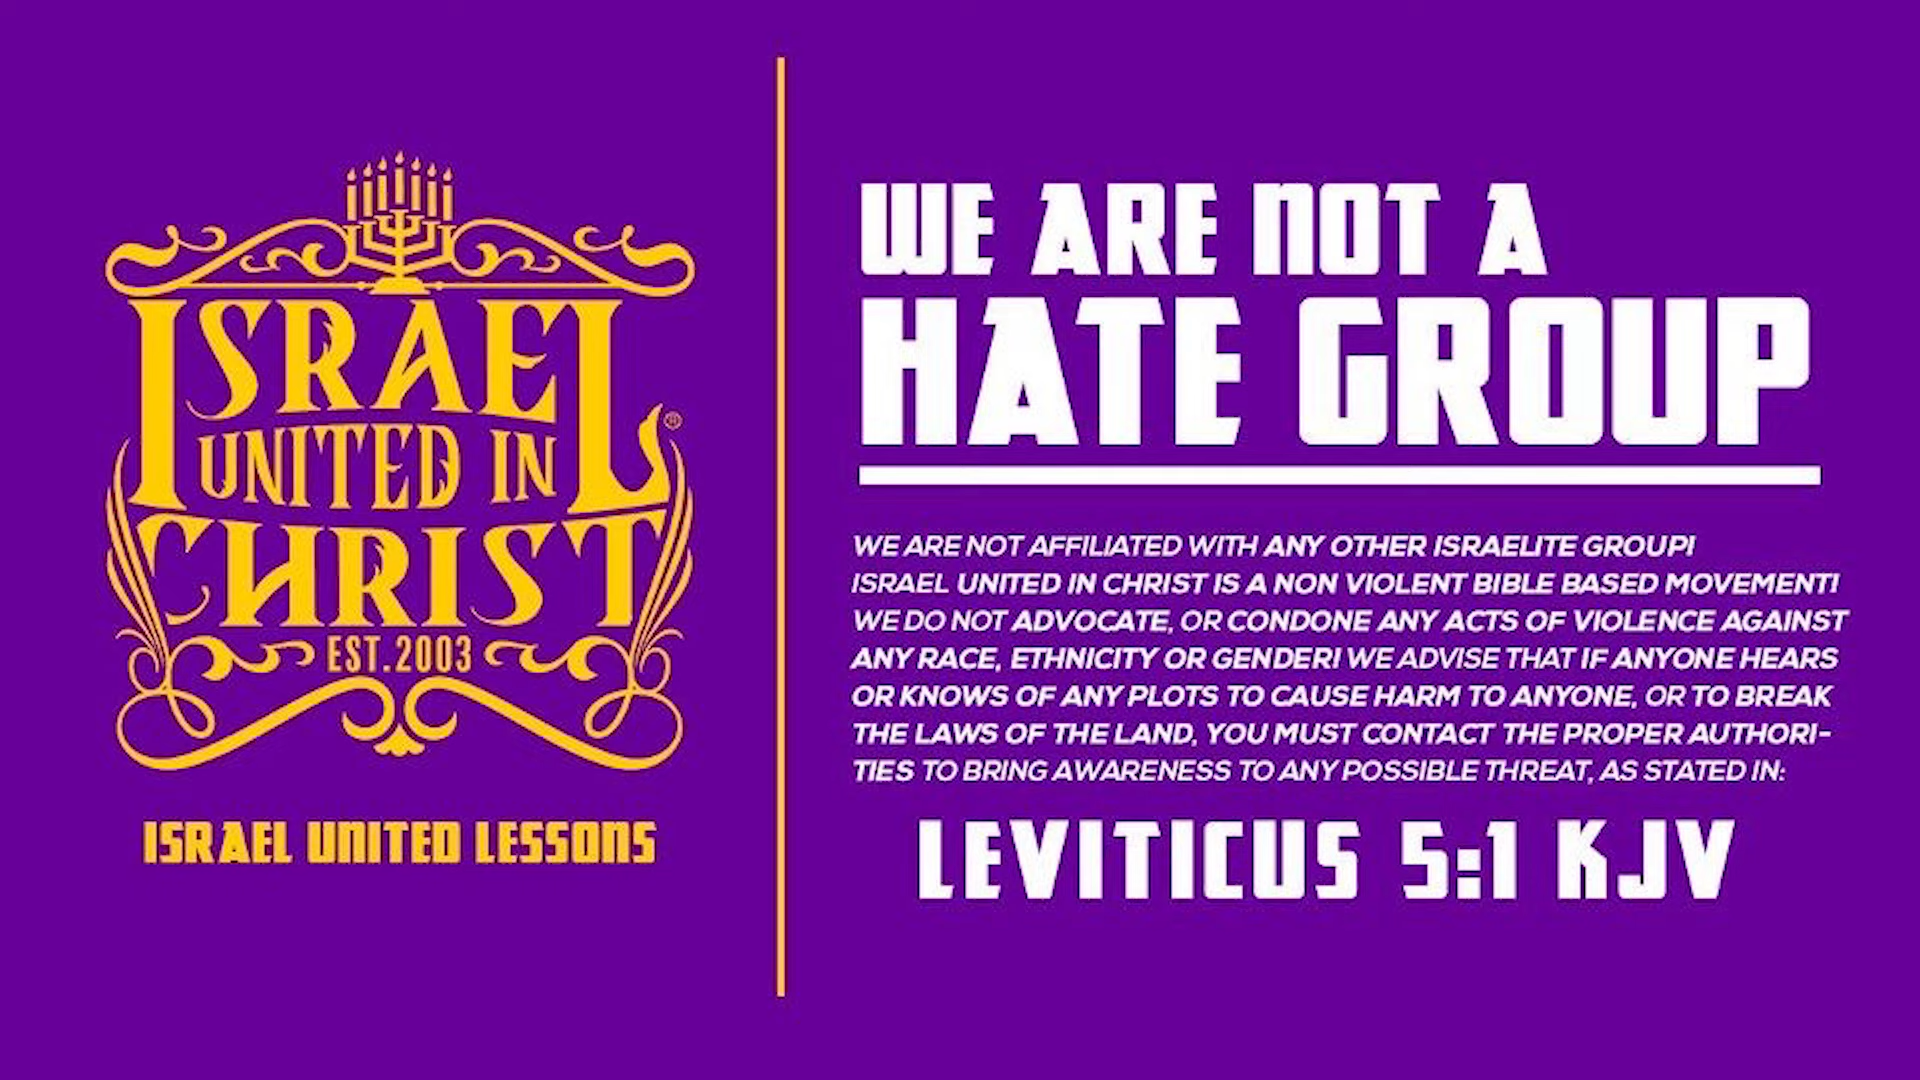 ISRAEL
UNITED IN
CHRIST
®
EST.2003
ISRAEL UNITED LESSONS
WE ARE NOT A
HATE GROUP
WE ARE NOT AFFILIATED WITH ANY OTHER ISRAELITE GROUP!
ISRAEL UNITED IN CHRIST IS A NON VIOLENT BIBLE BASED MOVEMENT!
WE DO NOT ADVOCATE, OR CONDONE ANY ACTS OF VIOLENCE AGAINST
ANY RACE, ETHNICITY OR GENDER! WE ADVISE THAT IF ANYONE HEARS
OR KNOWS OF ANY PLOTS TO CAUSE HARM TO ANYONE, OR TO BREAK
THE LAWS OF THE LAND, YOU MUST CONTACT THE PROPER AUTHORI-
TIES TO BRING AWARENESS TO ANY POSSIBLE THREAT, AS STATED IN:
LEVITICUS 5:1 KJV